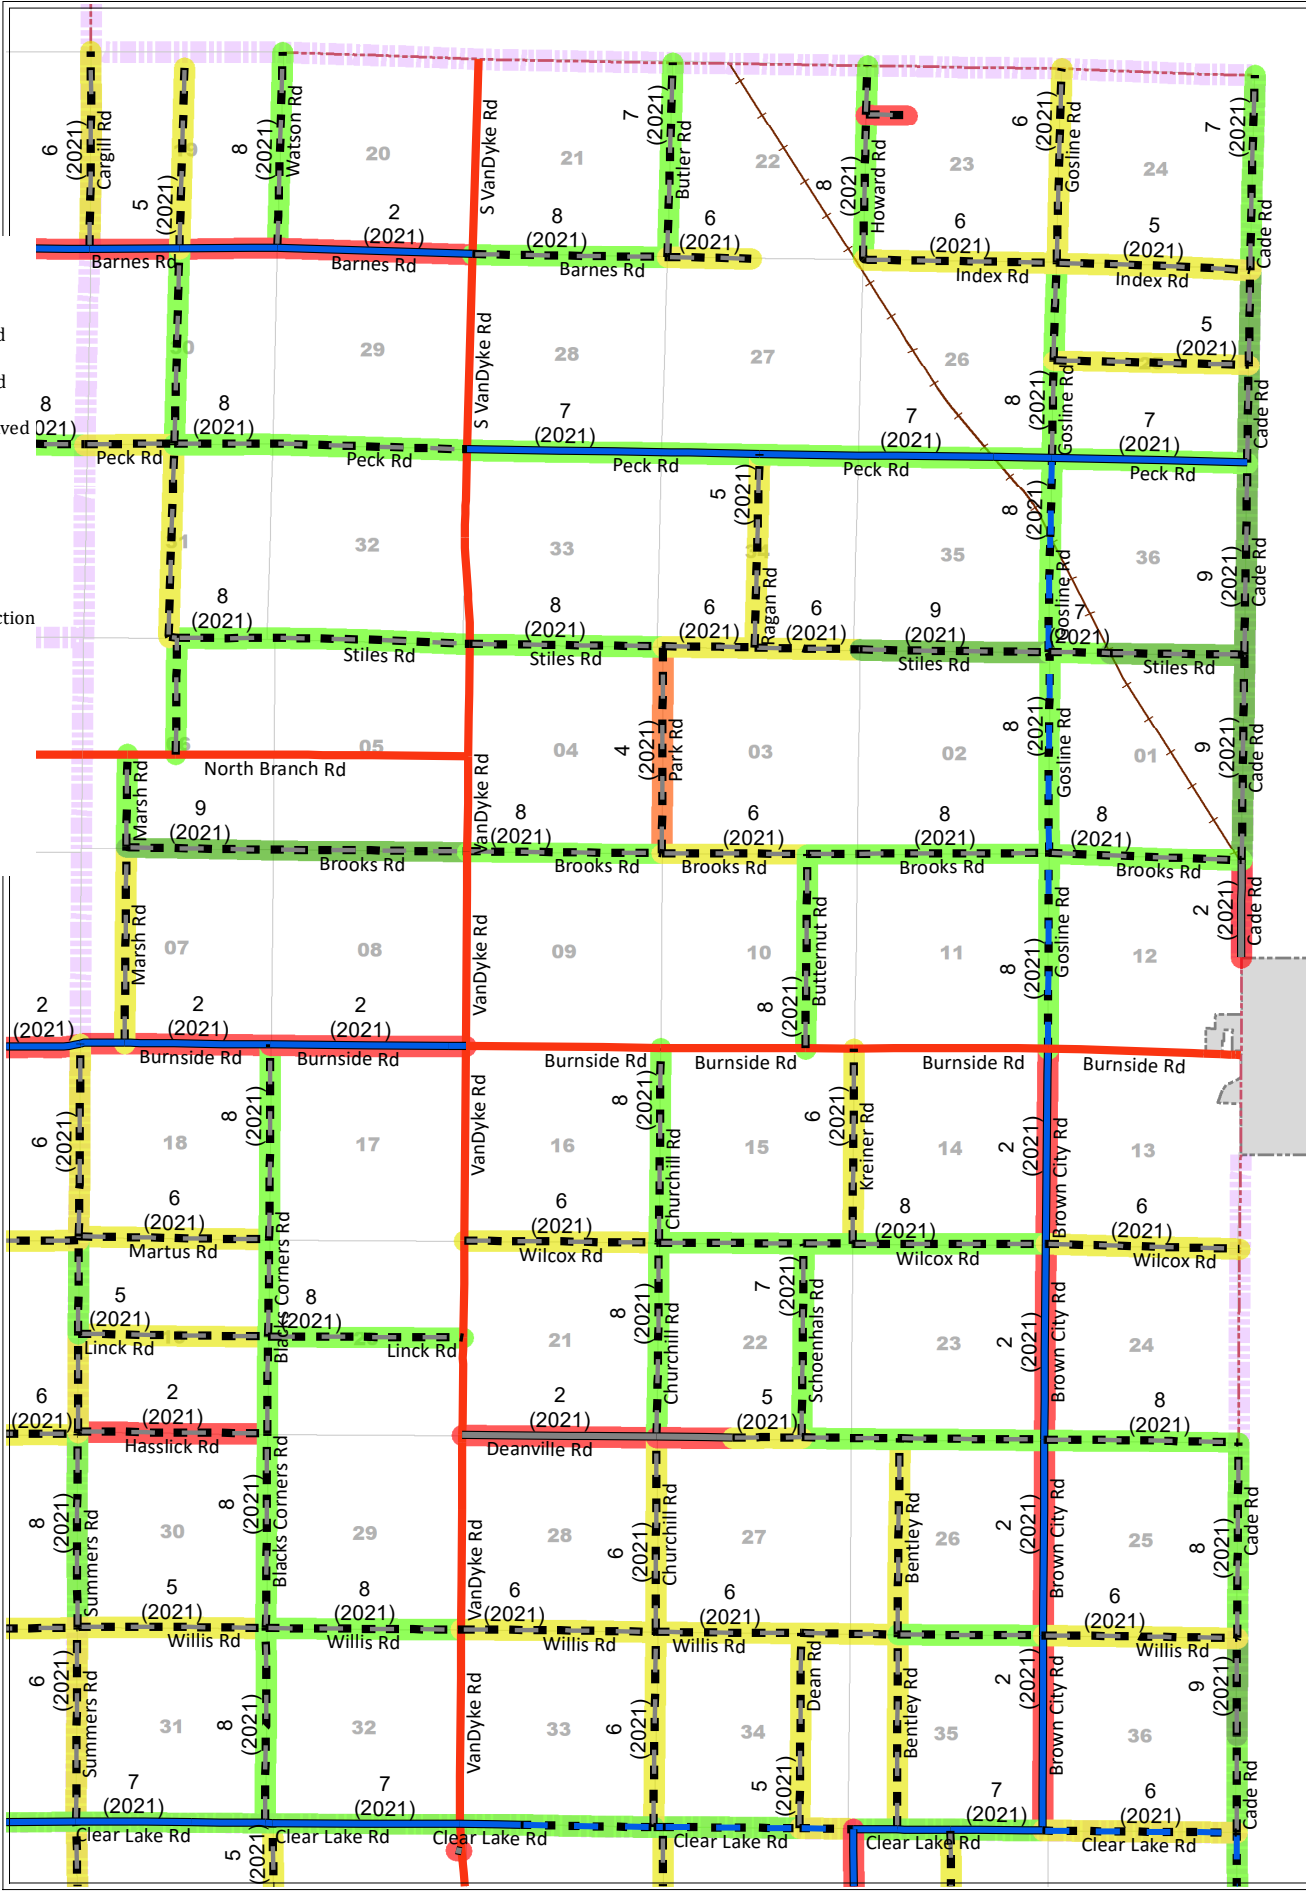 6
(2021)
Cargill Rd
5
(2021)
19
8
(2021)
Watson Rd
20
S VanDyke Rd
21
7
(2021)
Butler Rd
22
8
(2021)
Howard Rd
23
6
(2021)
Gosline Rd
24
7
(2021)
Cade Rd
2
(2021)
8
(2021)
6
(2021)
6
(2021)
5
(2021)
Barnes Rd
Barnes Rd
Barnes Rd
Index Rd
Index Rd
d
d
ved
30
29
S VanDyke Rd
28
27
26
5
(2021)
8
(2021)
Gosline Rd
Cade Rd
8
021)
8
(2021)
7
(2021)
7
(2021)
7
(2021)
Peck Rd
Peck Rd
Peck Rd
Peck Rd
Peck Rd
31
32
33
5
(2021)
34
Ragan Rd
35
8
(2021)
Gosline Rd
36
9
(2021)
Cade Rd
ction
8
(2021)
8
(2021)
6
(2021)
6
(2021)
9
(2021)
7
(2021)
Stiles Rd
Stiles Rd
Stiles Rd
Stiles Rd
6
05
04
4
(2021)
Park Rd
03
02
8
(2021)
Gosline Rd
01
9
(2021)
Cade Rd
North Branch Rd
Marsh Rd
VanDyke Rd
9
(2021)
8
(2021)
6
(2021)
8
(2021)
8
(2021)
Brooks Rd
Brooks Rd
Brooks Rd
Brooks Rd
Brooks Rd
2
(2021)
Cade Rd
Marsh Rd
07
08
VanDyke Rd
09
10
8
(2021)
Butternut Rd
11
8
(2021)
Gosline Rd
12
2
(2021)
2
(2021)
2
(2021)
Burnside Rd
Burnside Rd
Burnside Rd
Burnside Rd
Burnside Rd
Burnside Rd
6
(2021)
18
8
(2021)
17
VanDyke Rd
16
8
(2021)
Churchill Rd
15
6
(2021)
Kreiner Rd
14
2
(2021)
Brown City Rd
13
6
(2021)
6
(2021)
8
(2021)
6
(2021)
Martus Rd
Wilcox Rd
Wilcox Rd
Wilcox Rd
Blacks Corners Rd
5
(2021)
8
(2021)
Linck Rd
Linck Rd
21
8
(2021)
Churchill Rd
22
7
(2021)
Schoenhals Rd
23
2
(2021)
Brown City Rd
24
6
(2021)
2
(2021)
2
(2021)
5
(2021)
8
(2021)
Hasslick Rd
Deanville Rd
8
(2021)
Summers Rd
30
8
(2021)
Blacks Corners Rd
29
VanDyke Rd
28
6
(2021)
Churchill Rd
27
Bentley Rd
26
2
(2021)
Brown City Rd
25
8
(2021)
Cade Rd
5
(2021)
8
(2021)
6
(2021)
6
(2021)
6
(2021)
Willis Rd
Willis Rd
Willis Rd
Willis Rd
Willis Rd
6
(2021)
Summers Rd
31
8
(2021)
32
VanDyke Rd
33
6
(2021)
34
5
(2021)
Dean Rd
Bentley Rd
35
2
(2021)
Brown City Rd
36
9
(2021)
Cade Rd
7
(2021)
7
(2021)
7
(2021)
6
(2021)
Clear Lake Rd
Clear Lake Rd
Clear Lake Rd
Clear Lake Rd
Clear Lake Rd
Clear Lake Rd
5
(2021)